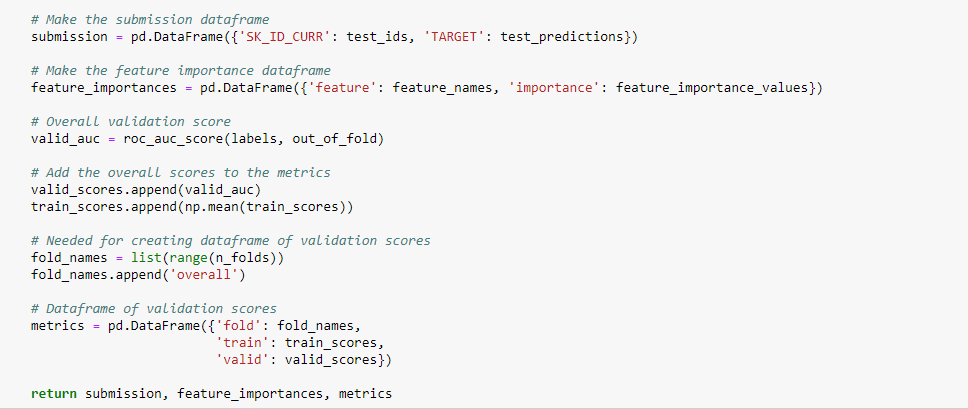 # Make the submission dataframe
submission = pd.DataFrame({'SK_ID_CURR': test_ids, 'TARGET': test_predictions})
# Make the feature importance dataframe
feature_importances = pd.DataFrame({'feature': feature_names, 'importance': feature_importance_values})
# Overall validation score
valid_auc = roc_auc_score(labels, out_of_fold)
# Add the overall scores to the metrics
valid_scores.append(valid_auc)
train_scores.append(np.mean(train_scores))
# Needed for creating dataframe of validation scores
fold_names = list(range(n_folds))
fold_names.append('overall')
# Dataframe of validation scores
metrics = pd.DataFrame({'fold': fold_names,
'train': train_scores,
'valid': valid_scores})
return submission, feature_importances, metrics